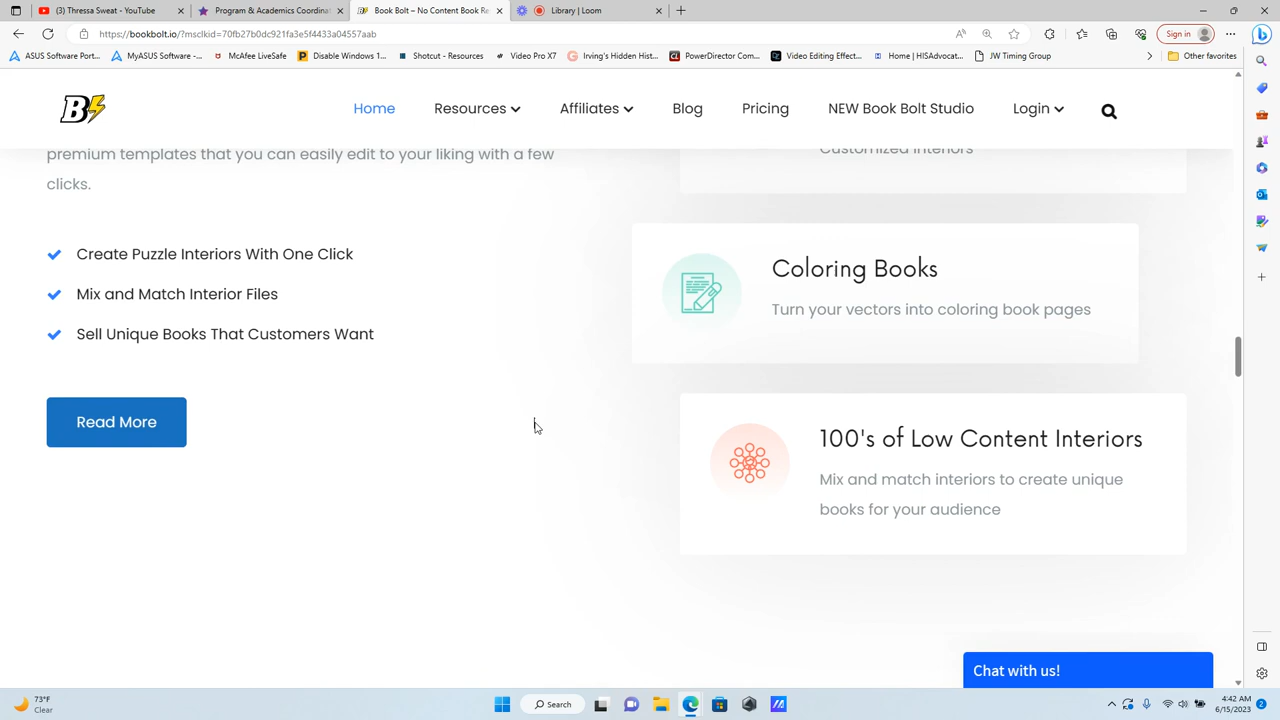 Thressa Sweat - YouTube
Program & Academics Coordinat
Book Bolt – No Content Book Re
Library | Loom
https://bookbolt.io/?msclkid=70fb27b0dc921fa3e5f4433a04557aab
Sign in
ASUS Software Port...
MyASUS Software -...
McAfee LiveSafe
Disable Windows 1...
Shotcut - Resources
Video Pro X7
Irving's Hidden Hist...
PowerDirector Com...
Video Editing Effect...
Home | HISAdvocat...
JW Timing Group
Other favorites
B
Home
Resources
Affiliates
Blog
Pricing
NEW Book Bolt Studio
Login
premium templates that you can easily edit to your liking with a few
clicks.
Create Puzzle Interiors With One Click
Mix and Match Interior Files
Sell Unique Books That Customers Want
Read More
Customized Interiors
Coloring Books
Turn your vectors into coloring book pages
100's of Low Content Interiors
Mix and match interiors to create unique
books for your audience
Chat with us!
73°F
Clear
Search
4:42 AM
6/15/2023
2